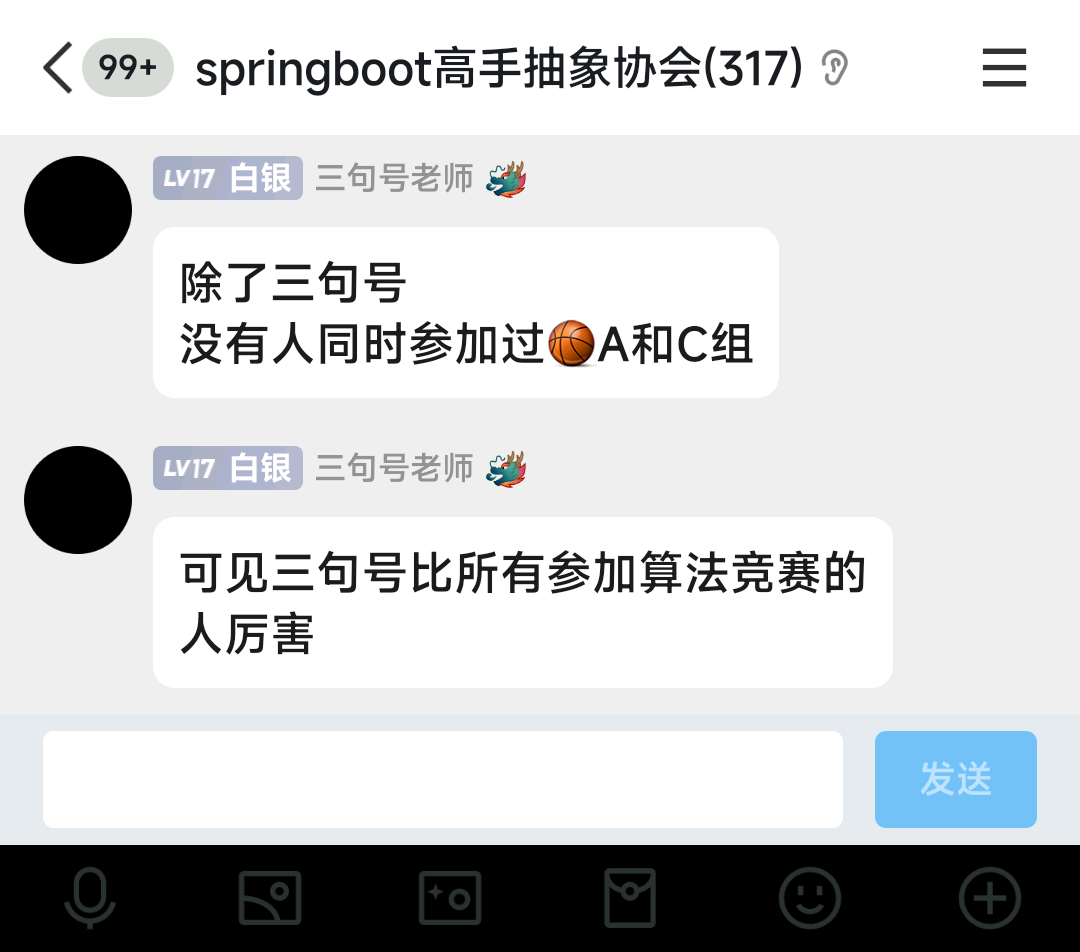 99+ springboot高手抽象协会(317)
LV17 白银 三句号老师
除了三句号
没有人同时参加过🏀A和C组
LV17 白银 三句号老师
可见三句号比所有参加算法竞赛的
人厉害
发送